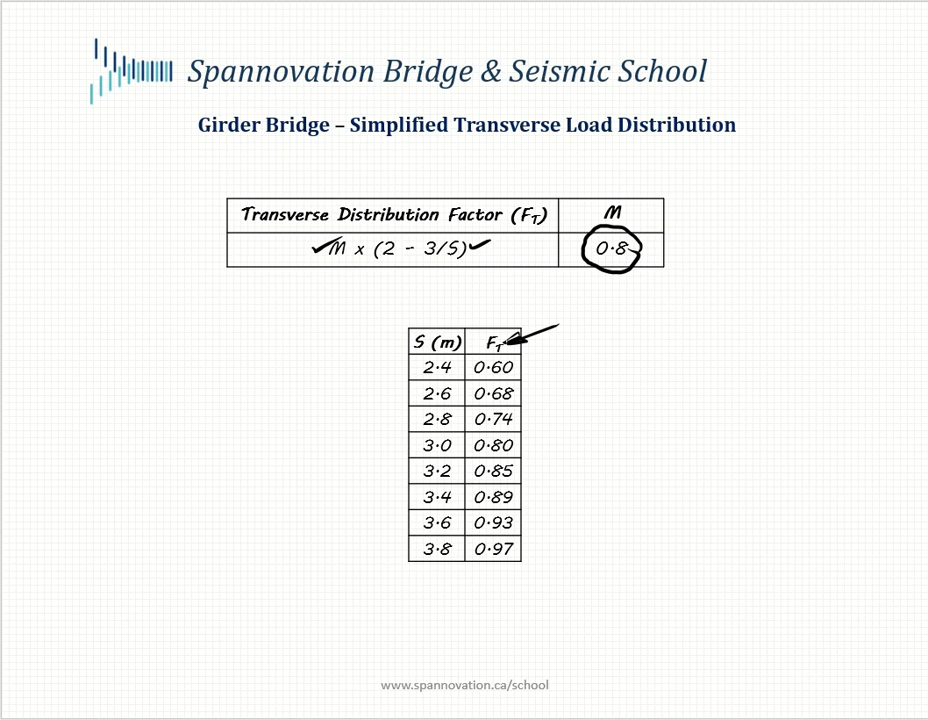 Spannovation Bridge & Seismic School
Girder Bridge – Simplified Transverse Load Distribution
Transverse Distribution Factor (F_T) M
M x (2 - 3/S) 0.8
S (m) F_T
2.4 0.60
2.6 0.68
2.8 0.74
3.0 0.80
3.2 0.85
3.4 0.89
3.6 0.93
3.8 0.97
www.spannovation.ca/school